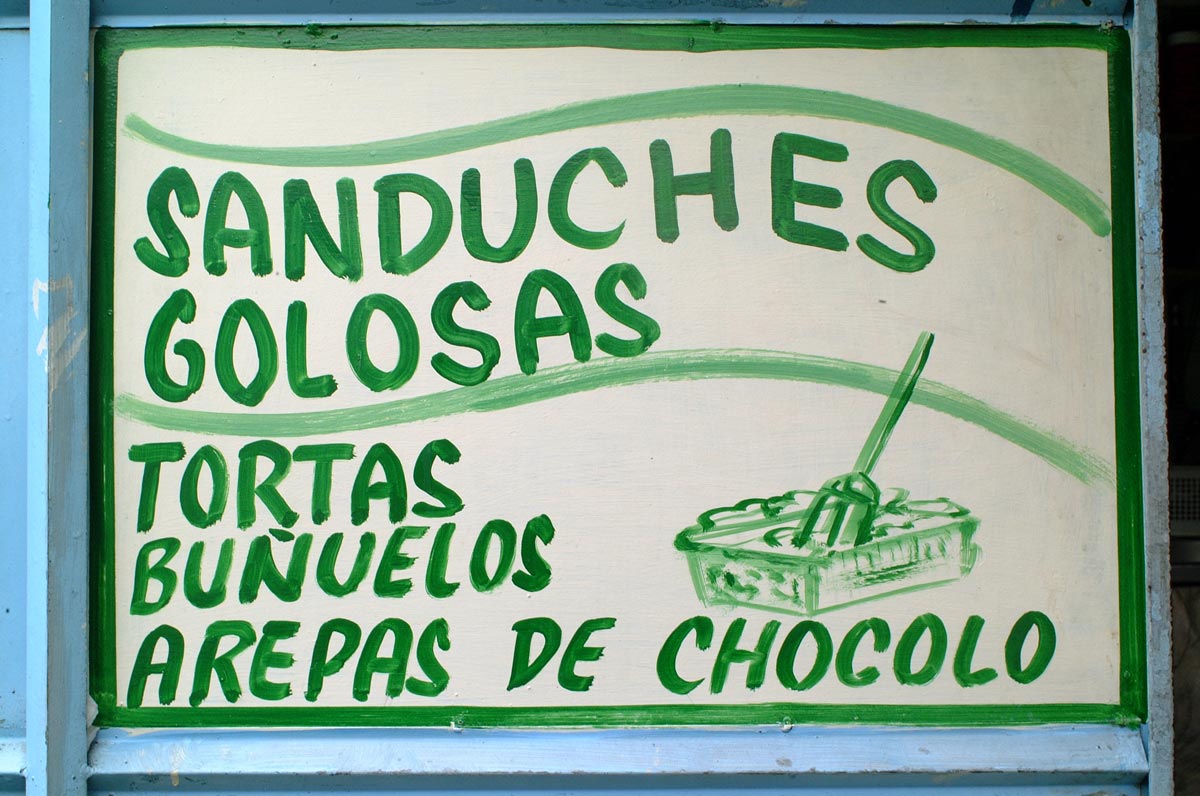 SANDUCHES
GOLOSAS
TORTAS
BUÑUELOS
AREPAS DE CHOCOLO